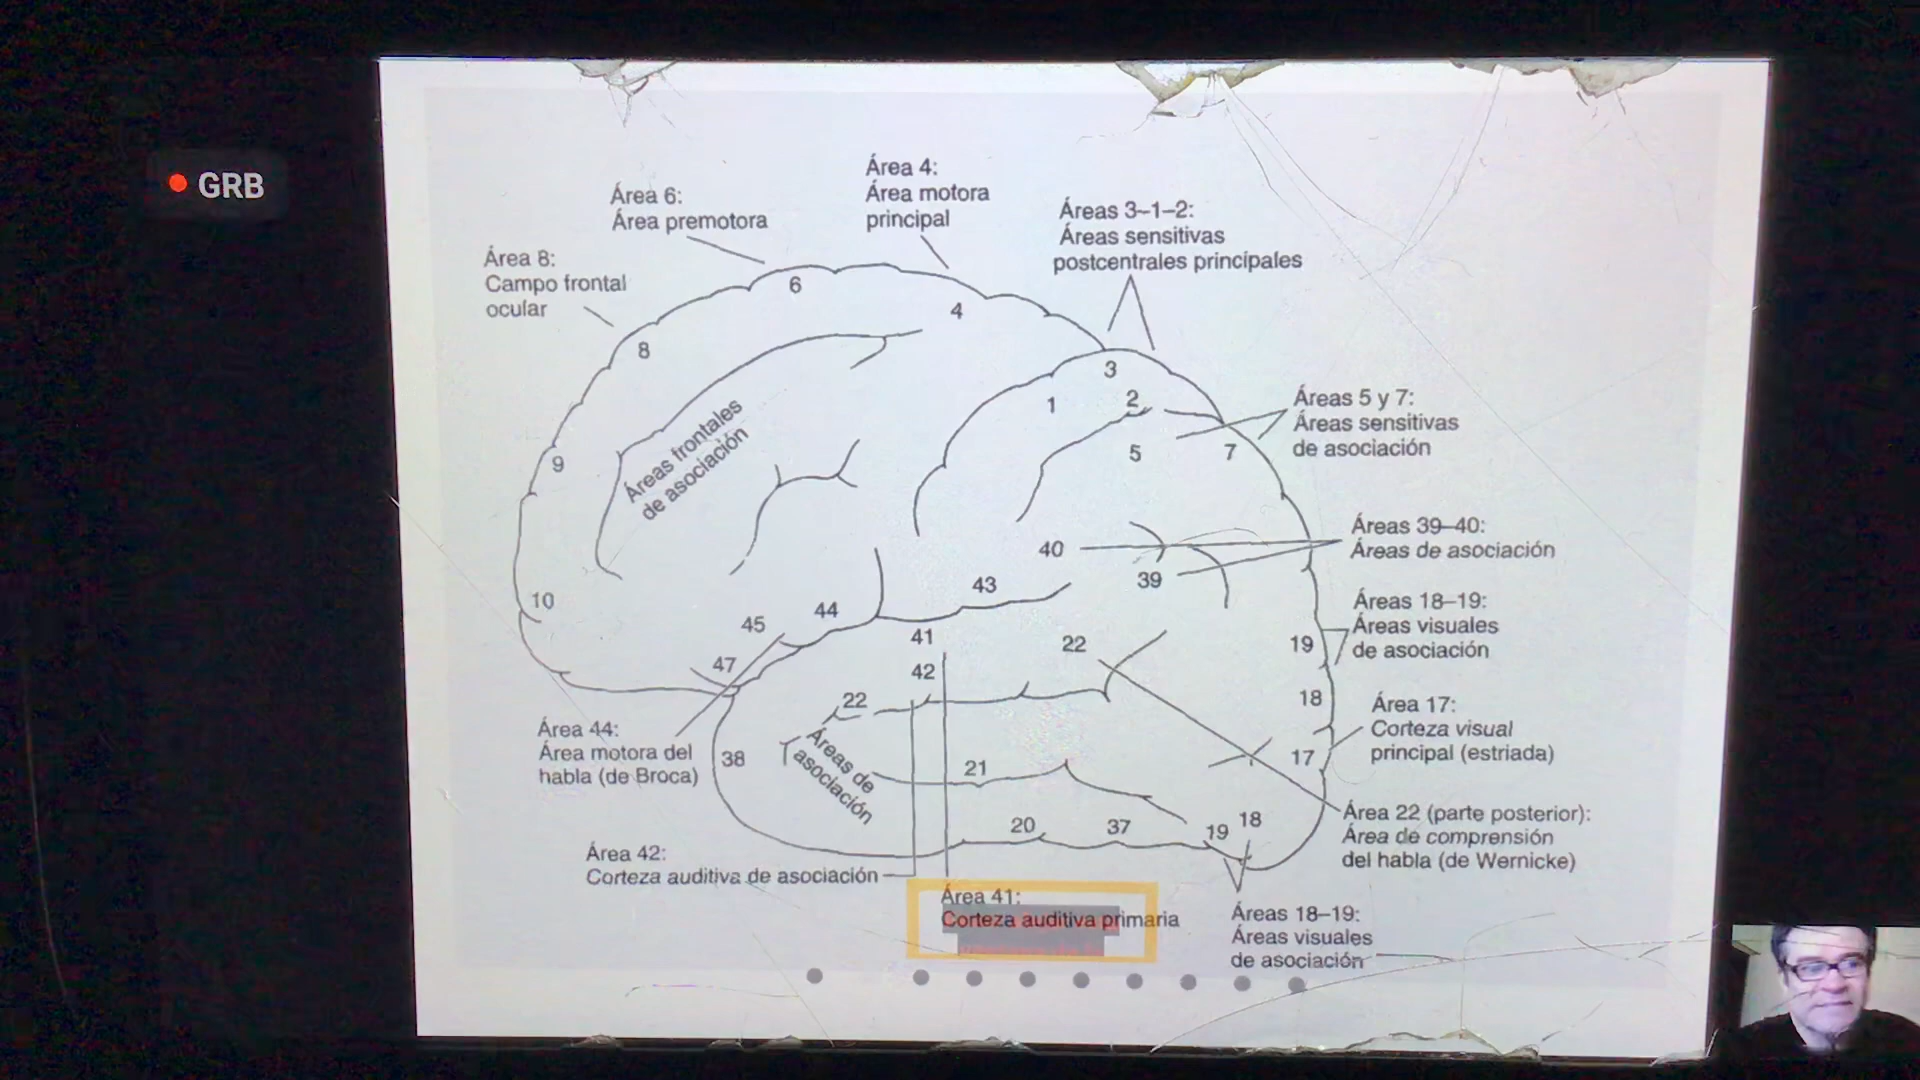 GRB
Área 4:
Área motora
principal
Área 6:
Área premotora
Áreas 3–1–2:
Áreas sensitivas
postcentrales principales
Área 8:
Campo frontal
ocular
6
4
8
3
1
2
Áreas 5 y 7:
Áreas sensitivas
de asociación
5
7
9
Áreas frontales
de asociación
Áreas 39–40:
Áreas de asociación
40
39
43
10
44
45
47
41
42
22
22
19
18
17
Áreas 18–19:
Áreas visuales
de asociación
Área 17:
Corteza visual
principal (estriada)
Área 44:
Área motora del
habla (de Broca)
38
Áreas de
asociación
21
20
37
19
18
Área 22 (parte posterior):
Área de comprensión
del habla (de Wernicke)
Área 42:
Corteza auditiva de asociación
Área 41:
Corteza auditiva primaria
Áreas 18–19:
Áreas visuales
de asociación